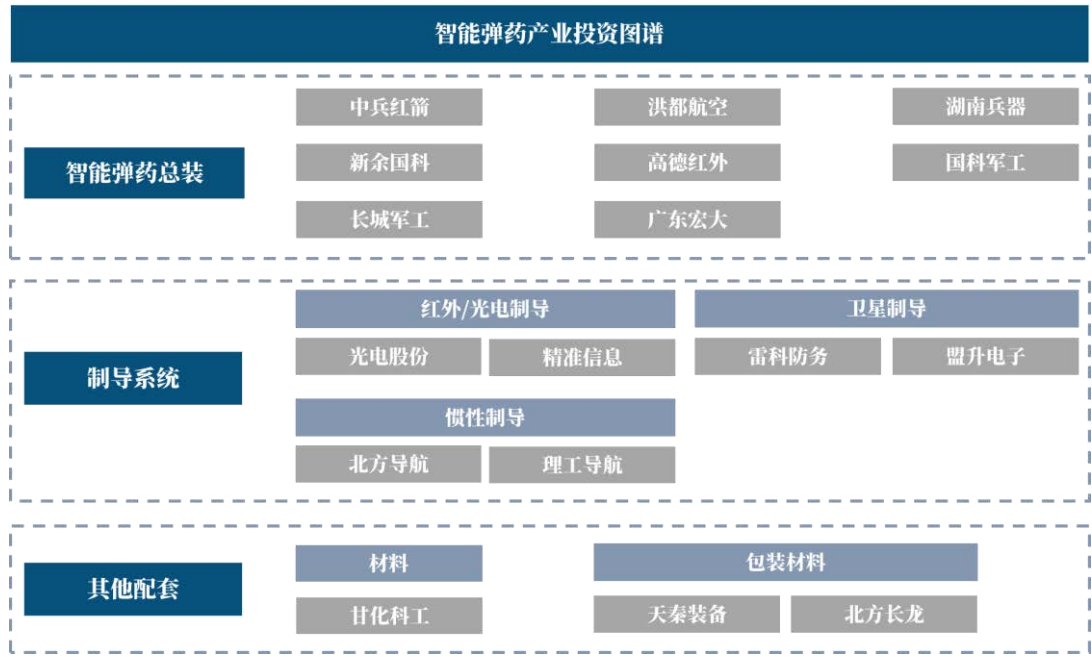 智能弹药产业投资图谱
智能弹药总装
中兵红箭 洪都航空 湖南兵器
新余国科 高德红外 国科军工
长城军工 广东宏大
制导系统
红外/光电制导 卫星制导
光电股份 精准信息 雷科防务 盟升电子
惯性制导
北方导航 理工导航
其他配套
材料 包装材料
甘化科工 天秦装备 北方长龙